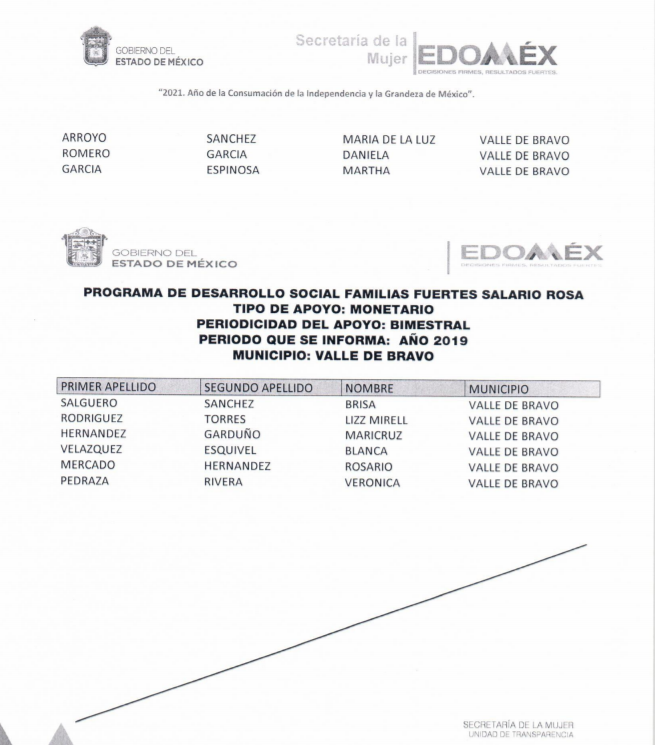 GOBIERNO DEL
ESTADO DE MÉXICO
Secretaría de la
Mujer
EDOMÉX
DECISIONES FIRMES, RESULTADOS FUERTES.
"2021. Año de la Consumación de la Independencia y la Grandeza de México".
ARROYO SANCHEZ MARIA DE LA LUZ VALLE DE BRAVO
ROMERO GARCIA DANIELA VALLE DE BRAVO
GARCIA ESPINOSA MARTHA VALLE DE BRAVO
GOBIERNO DEL
ESTADO DE MÉXICO
EDOMÉX
DECISIONES FIRMES, RESULTADOS FUERTES.
PROGRAMA DE DESARROLLO SOCIAL FAMILIAS FUERTES SALARIO ROSA
TIPO DE APOYO: MONETARIO
PERIODICIDAD DEL APOYO: BIMESTRAL
PERIODO QUE SE INFORMA: AÑO 2019
MUNICIPIO: VALLE DE BRAVO
PRIMER APELLIDO SEGUNDO APELLIDO NOMBRE MUNICIPIO
SALGUERO SANCHEZ BRISA VALLE DE BRAVO
RODRIGUEZ TORRES LIZZ MIRELL VALLE DE BRAVO
HERNANDEZ GARDUÑO MARICRUZ VALLE DE BRAVO
VELAZQUEZ ESQUIVEL BLANCA VALLE DE BRAVO
MERCADO HERNANDEZ ROSARIO VALLE DE BRAVO
PEDRAZA RIVERA VERONICA VALLE DE BRAVO
SECRETARÍA DE LA MUJER
UNIDAD DE TRANSPARENCIA